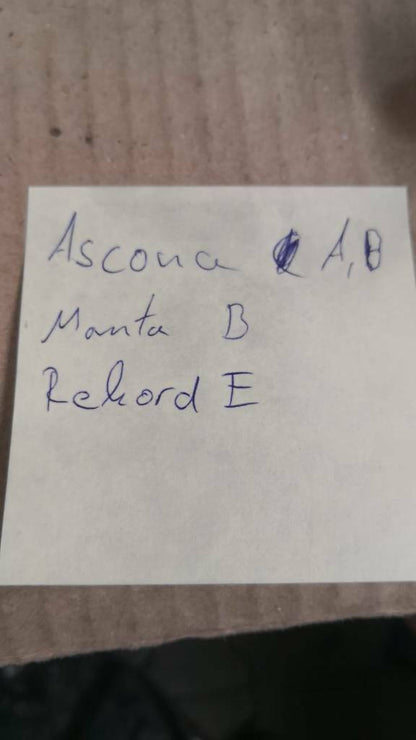 Ascona A, B
Manta B
Rekord E